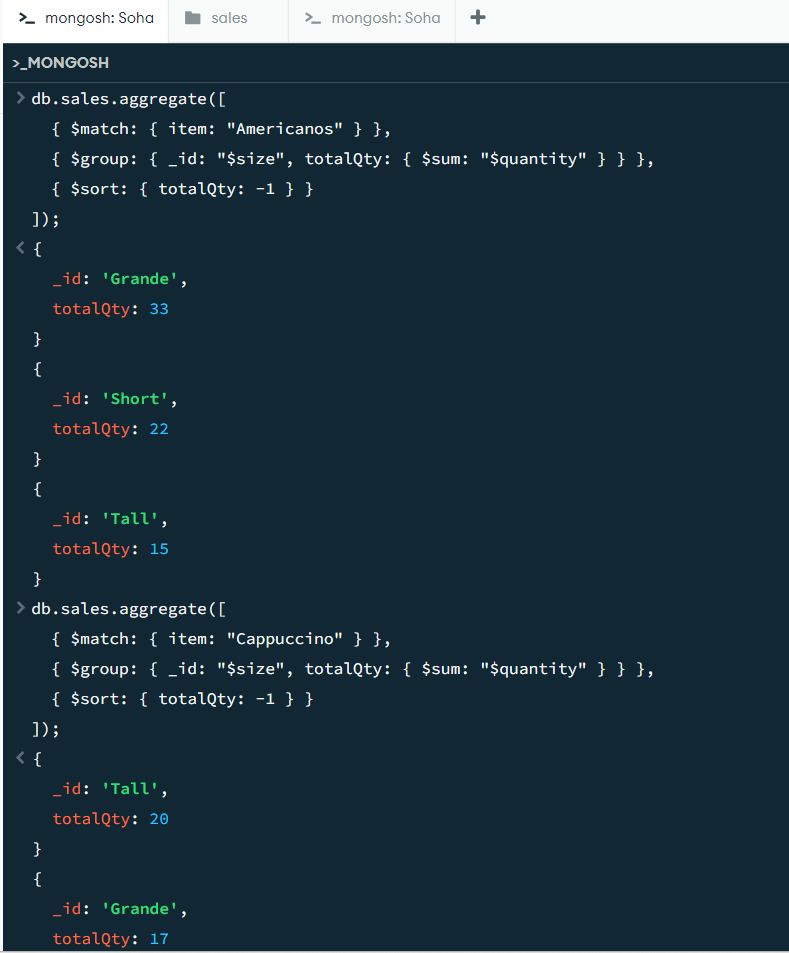 mongosh: Soha sales mongosh: Soha +
>_MONGOSH
> db.sales.aggregate([
{ $match: { item: "Americanos" } },
{ $group: { _id: "$size", totalQty: { $sum: "$quantity" } } },
{ $sort: { totalQty: -1 } }
]);
< {
_id: 'Grande',
totalQty: 33
}
{
_id: 'Short',
totalQty: 22
}
{
_id: 'Tall',
totalQty: 15
}
> db.sales.aggregate([
{ $match: { item: "Cappuccino" } },
{ $group: { _id: "$size", totalQty: { $sum: "$quantity" } } },
{ $sort: { totalQty: -1 } }
]);
< {
_id: 'Tall',
totalQty: 20
}
{
_id: 'Grande',
totalQty: 17